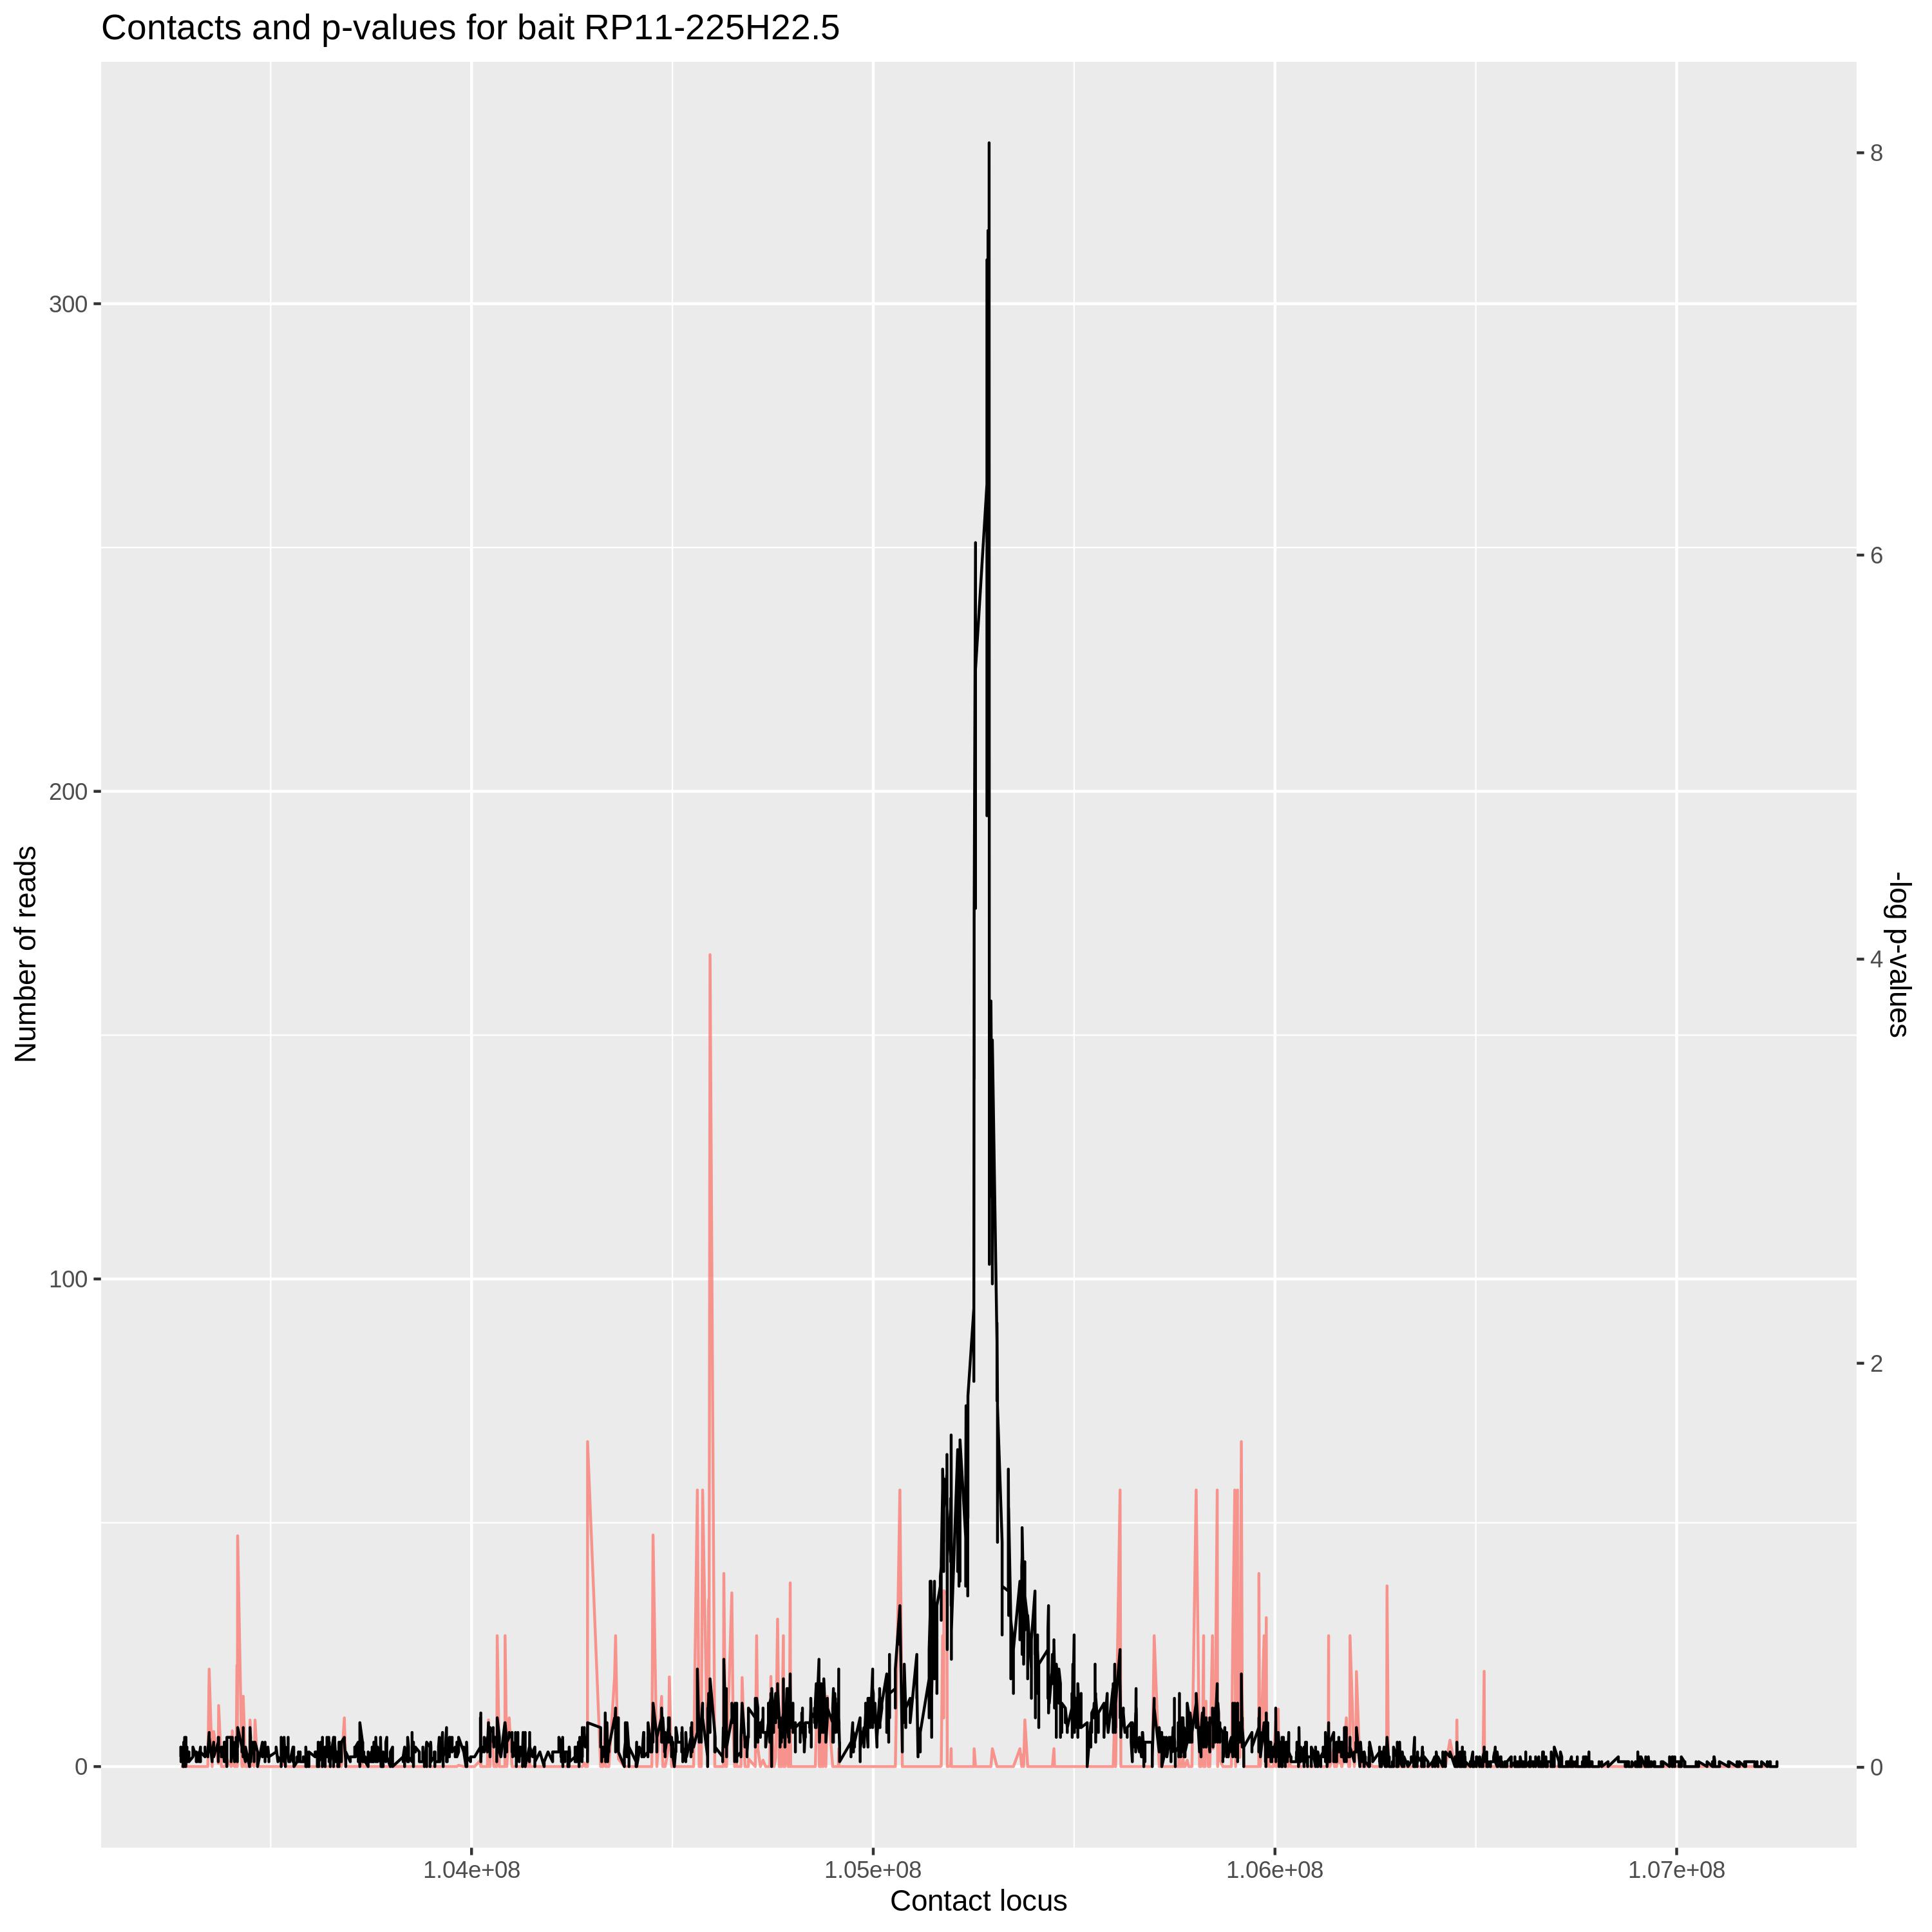 Contacts and p-values for bait RP11-225H22.5
8
300
6
200
Number of reads
-log p-values
4
100
2
0
0
1.04e+08
1.05e+08
1.06e+08
1.07e+08
Contact locus